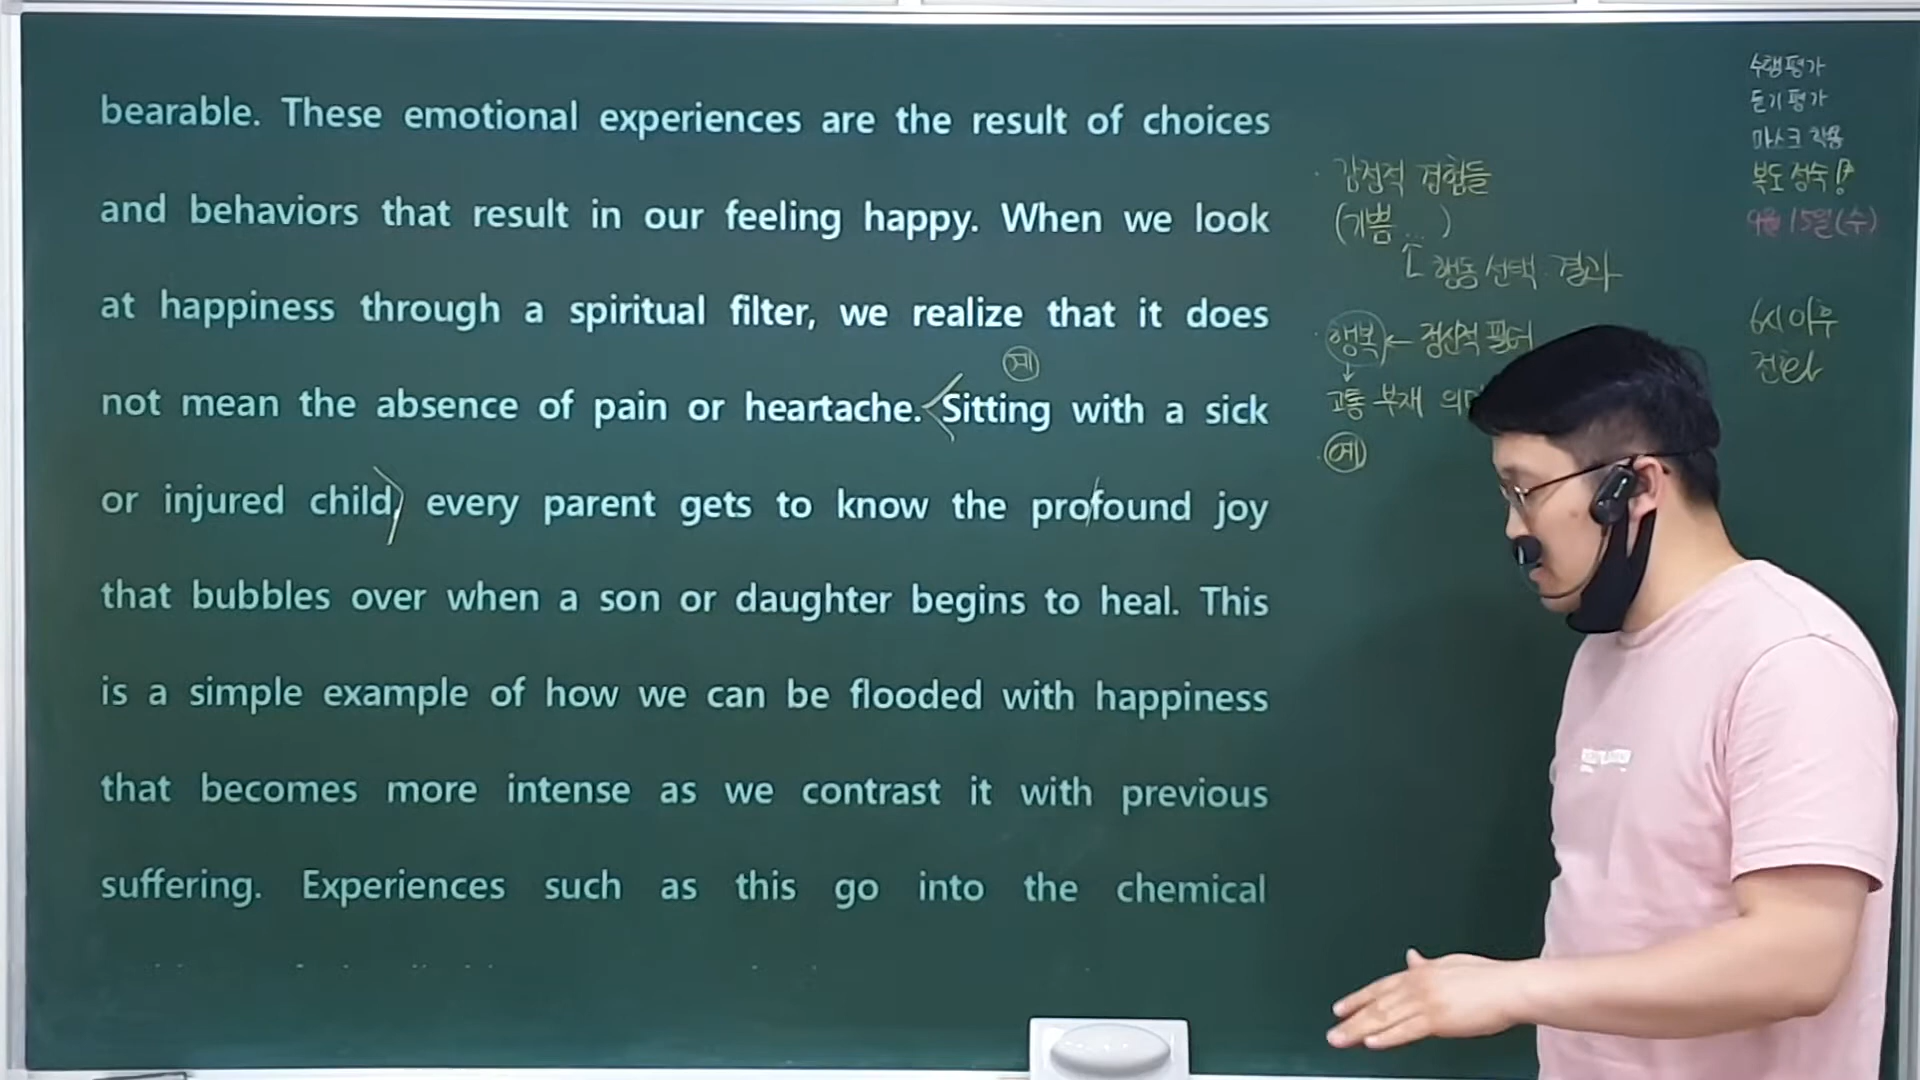 bearable. These emotional experiences are the result of choices
and behaviors that result in our feeling happy. When we look
at happiness through a spiritual filter, we realize that it does
not mean the absence of pain or heartache. Sitting with a sick
예
or injured child, every parent gets to know the profound joy
that bubbles over when a son or daughter begins to heal. This
is a simple example of how we can be flooded with happiness
that becomes more intense as we contrast it with previous
suffering. Experiences such as this go into the chemical
· 감정적 경험들
(기쁨 ... )
행동 선택 · 결과
· 행복 ← 정신적 필터
↓
고통 부재 의미
· 예
수행평가
듣기평가
마스크 착용
복도 정숙!
9월 15일(수)
6시 이후